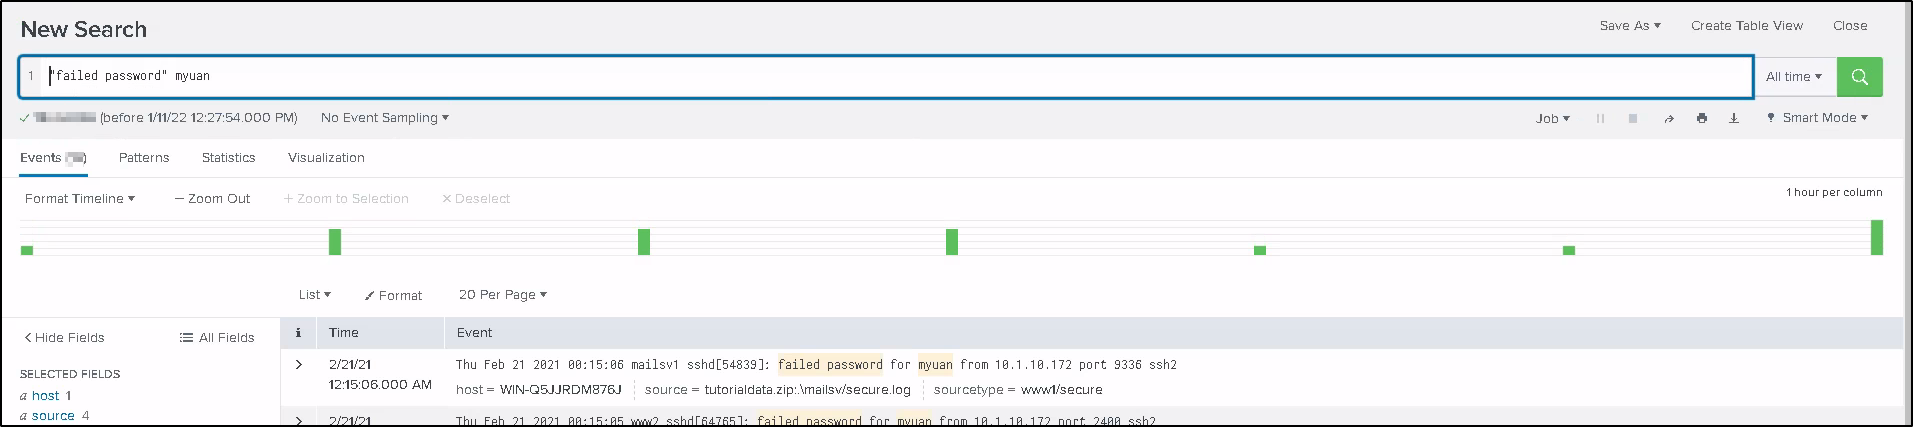 New Search
Save As ▾ Create Table View Close
1 "failed password" myuan
All time ▾
(before 1/11/22 12:27:54.000 PM) No Event Sampling ▾
Job ▾ Smart Mode ▾
Events ) Patterns Statistics Visualization
Format Timeline ▾ — Zoom Out + Zoom to Selection × Deselect
1 hour per column
List ▾ Format 20 Per Page ▾
< Hide Fields All Fields
i Time Event
SELECTED FIELDS
a host 1
a source 4
> 2/21/21
12:15:06.000 AM
Thu Feb 21 2021 00:15:06 mailsv1 sshd[54839]: failed password for myuan from 10.1.10.172 port 9336 ssh2
host = WIN-Q5JJRDM876J source = tutorialdata.zip:.\mailsv/secure.log sourcetype = www1/secure
> 2/21/21 Thu Feb 21 2021 00:15:05 www2 sshd[64765]: failed password for myuan from 10.1.10.172 port 2400 ssh2